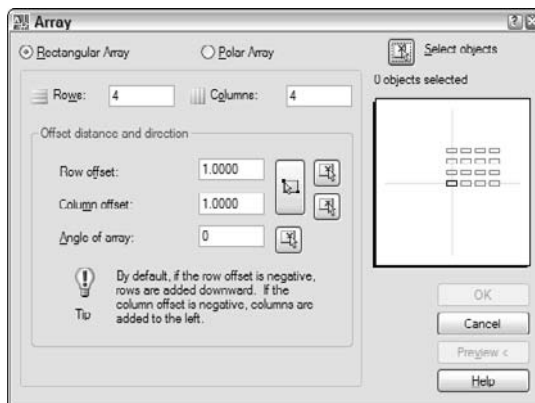 Array
Rectangular Array
Polar Array
Select objects
0 objects selected
Rows: 4
Columns: 4
Offset distance and direction
Row offset: 1.0000
Column offset: 1.0000
Angle of array: 0
Tip
By default, if the row offset is negative,
rows are added downward. If the
column offset is negative, columns are
added to the left.
OK
Cancel
Preview <
Help